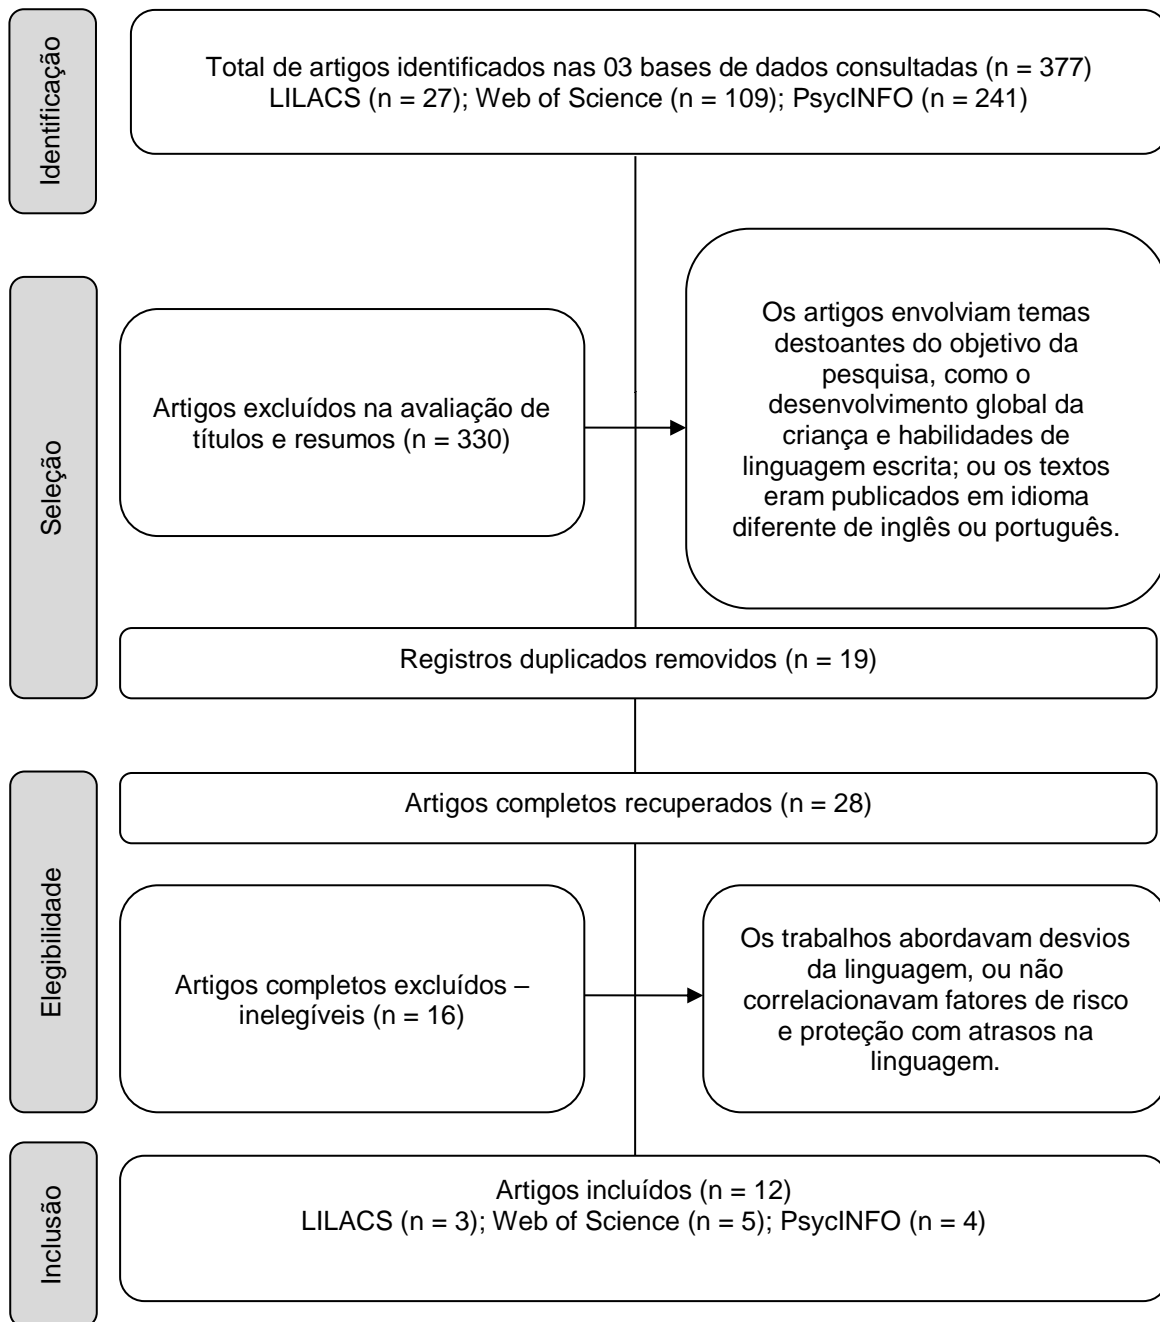 Identificação
Total de artigos identificados nas 03 bases de dados consultadas (n = 377)
LILACS (n = 27); Web of Science (n = 109); PsycINFO (n = 241)
Seleção
Artigos excluídos na avaliação de
títulos e resumos (n = 330)
Os artigos envolviam temas
destoantes do objetivo da
pesquisa, como o
desenvolvimento global da
criança e habilidades de
linguagem escrita; ou os textos
eram publicados em idioma
diferente de inglês ou português.
Registros duplicados removidos (n = 19)
Elegibilidade
Artigos completos recuperados (n = 28)
Artigos completos excluídos –
inelegíveis (n = 16)
Os trabalhos abordavam desvios
da linguagem, ou não
correlacionavam fatores de risco
e proteção com atrasos na
linguagem.
Inclusão
Artigos incluídos (n = 12)
LILACS (n = 3); Web of Science (n = 5); PsycINFO (n = 4)